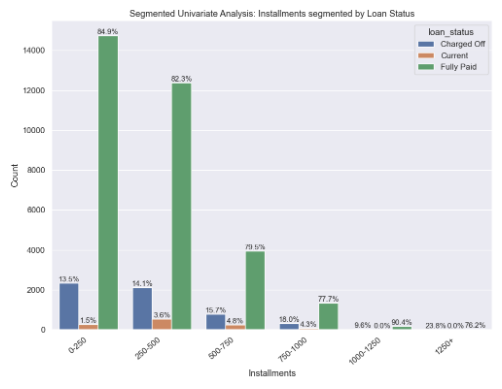 Segmented Univariate Analysis: Installments segmented by Loan Status
loan_status
Charged Off
Current
Fully Paid
84.9%
82.3%
79.5%
77.7%
13.5%
1.5%
14.1%
3.6%
15.7%
4.8%
18.0%
4.3%
9.6% 0.0% 90.4%
23.8% 0.0% 76.2%
14000
12000
10000
8000
6000
4000
2000
0
Count
0-250
250-500
500-750
750-1000
1000-1250
1250+
Installments